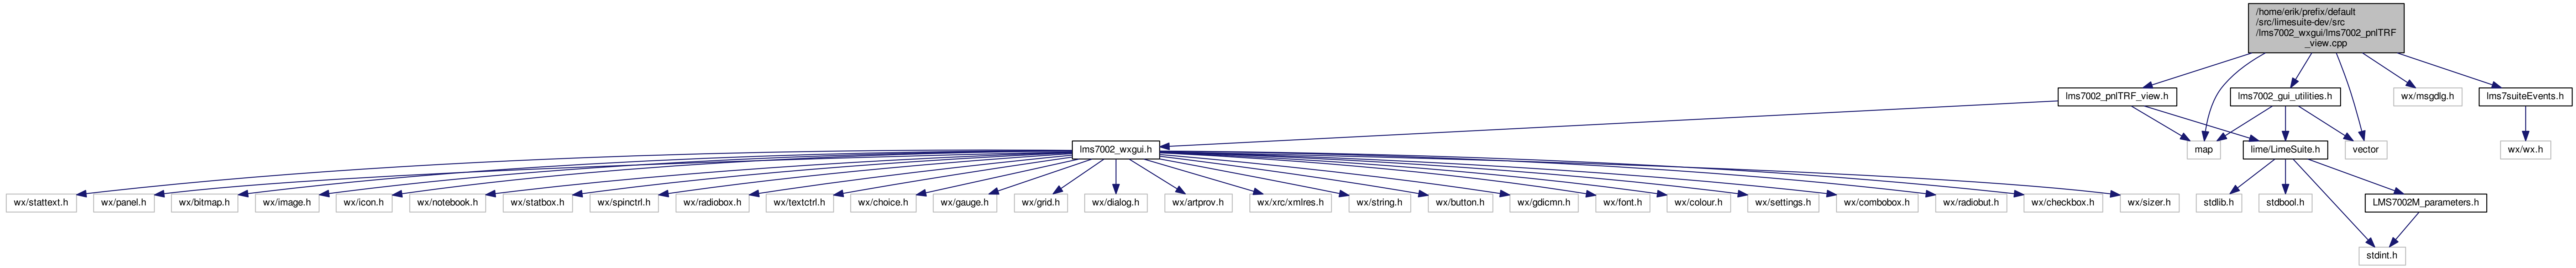 /home/erik/prefix/default
/src/limesuite-dev/src
/lms7002_wxgui/lms7002_pnlTRF
_view.cpp
lms7002_pnlTRF_view.h
lms7002_gui_utilities.h
wx/msgdlg.h
lms7suiteEvents.h
lms7002_wxgui.h
map
lime/LimeSuite.h
vector
wx/wx.h
wx/stattext.h
wx/panel.h
wx/bitmap.h
wx/image.h
wx/icon.h
wx/notebook.h
wx/statbox.h
wx/spinctrl.h
wx/radiobox.h
wx/textctrl.h
wx/choice.h
wx/gauge.h
wx/grid.h
wx/dialog.h
wx/artprov.h
wx/xrc/xmlres.h
wx/string.h
wx/button.h
wx/gdicmn.h
wx/font.h
wx/colour.h
wx/settings.h
wx/combobox.h
wx/radiobut.h
wx/checkbox.h
wx/sizer.h
stdlib.h
stdbool.h
LMS7002M_parameters.h
stdint.h